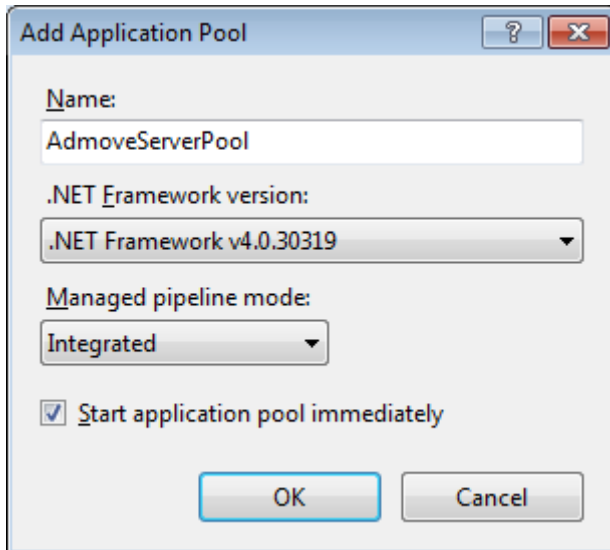 Add Application Pool
?
Name:
AdmoveServerPool
.NET Framework version:
.NET Framework v4.0.30319
Managed pipeline mode:
Integrated
Start application pool immediately
OK Cancel